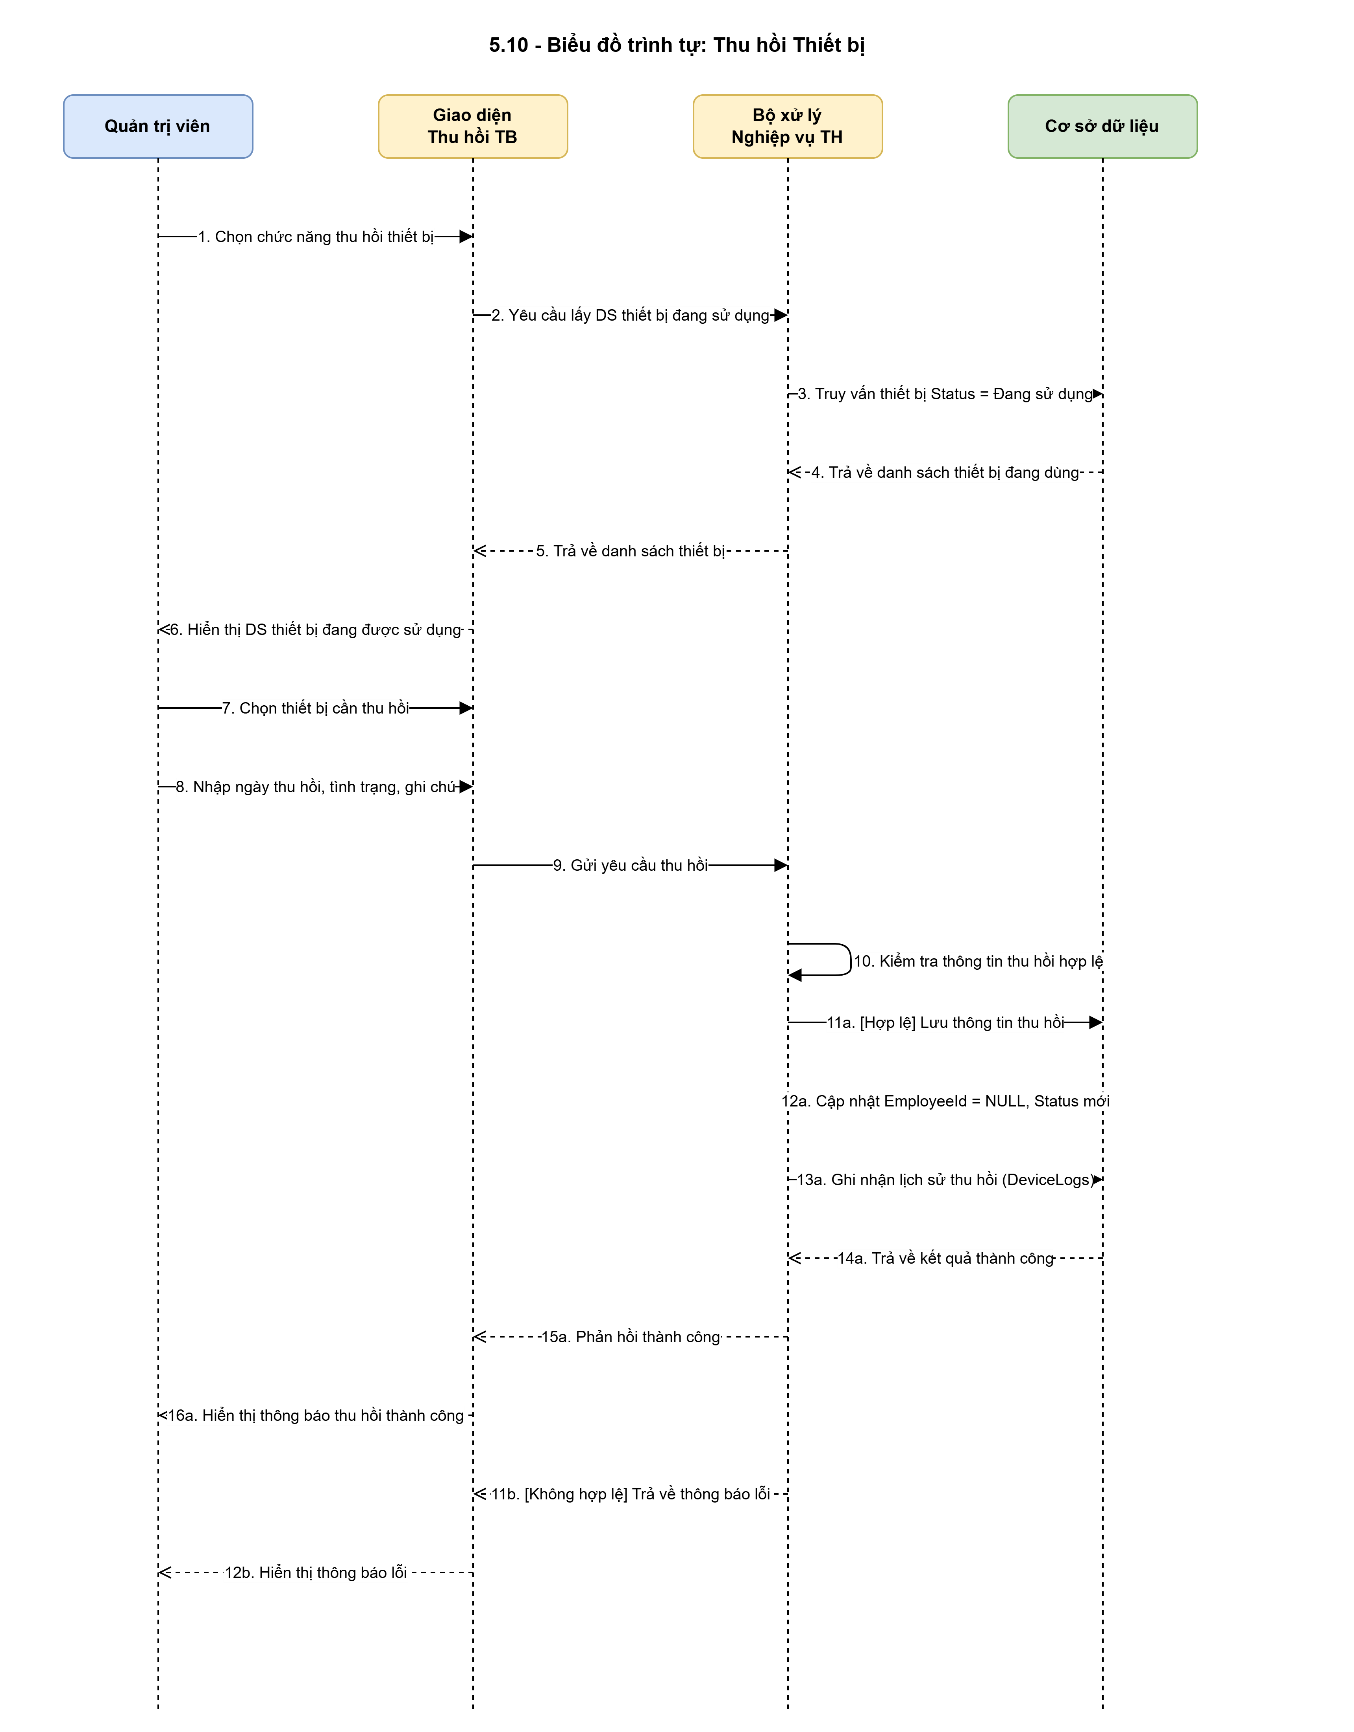 5.10 - Biểu đồ trình tự: Thu hồi Thiết bị
Quản trị viên
Giao diện
Thu hồi TB
Bộ xử lý
Nghiệp vụ TH
Cơ sở dữ liệu
1. Chọn chức năng thu hồi thiết bị
2. Yêu cầu lấy DS thiết bị đang sử dụng
3. Truy vấn thiết bị Status = Đang sử dụng
4. Trả về danh sách thiết bị đang dùng
5. Trả về danh sách thiết bị
6. Hiển thị DS thiết bị đang được sử dụng
7. Chọn thiết bị cần thu hồi
8. Nhập ngày thu hồi, tình trạng, ghi chú
9. Gửi yêu cầu thu hồi
10. Kiểm tra thông tin thu hồi hợp lệ
11a. [Hợp lệ] Lưu thông tin thu hồi
12a. Cập nhật EmployeeId = NULL, Status mới
13a. Ghi nhận lịch sử thu hồi (DeviceLogs)
14a. Trả về kết quả thành công
15a. Phản hồi thành công
16a. Hiển thị thông báo thu hồi thành công
11b. [Không hợp lệ] Trả về thông báo lỗi
12b. Hiển thị thông báo lỗi